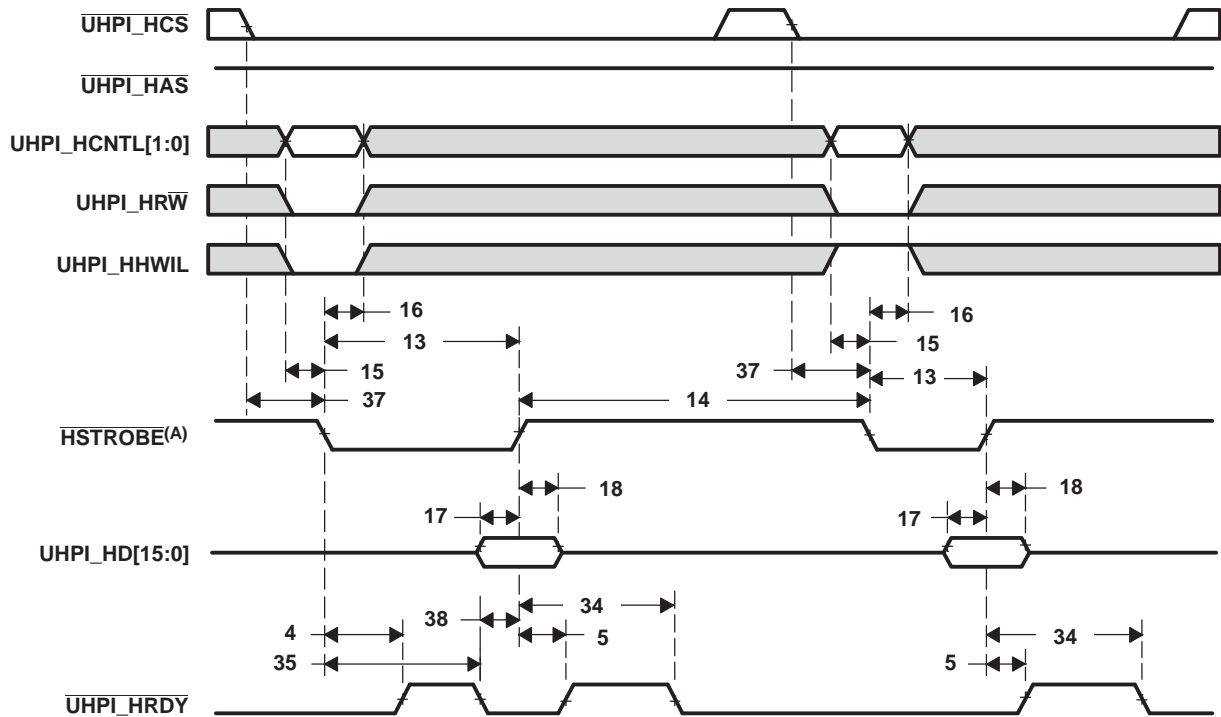 UHPI_HCS
UHPI_HAS
UHPI_HCNTL[1:0]
UHPI_HRW
UHPI_HHWIL
16
16
13
15
15
37
13
37
14
HSTROBE(A)
18
18
17
17
UHPI_HD[15:0]
34
38
4
5
34
35
5
UHPI_HRDY